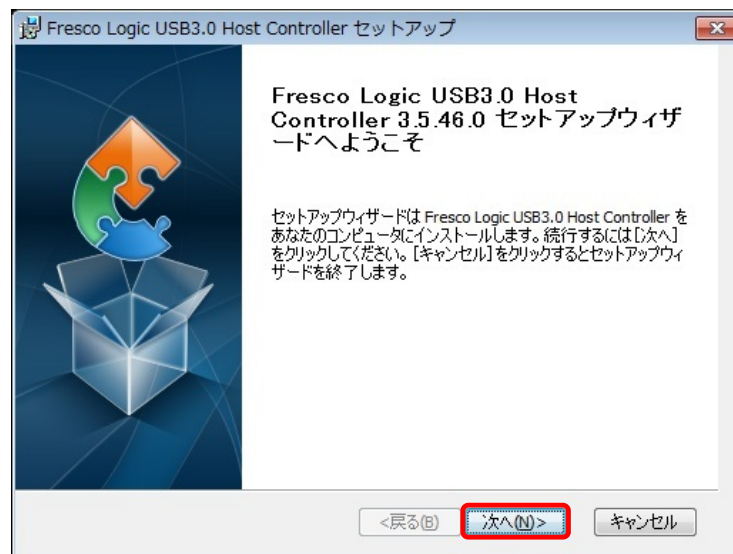 Fresco Logic USB3.0 Host Controller セットアップ
Fresco Logic USB3.0 Host
Controller 3.5.46.0 セットアップウィザ
ードへようこそ
セットアップウィザードは Fresco Logic USB3.0 Host Controller を
あなたのコンピュータにインストールします。続行するには[次へ]
をクリックしてください。[キャンセル]をクリックするとセットアップウィ
ザードを終了します。
<戻る(B)
次へ(N)>
キャンセル